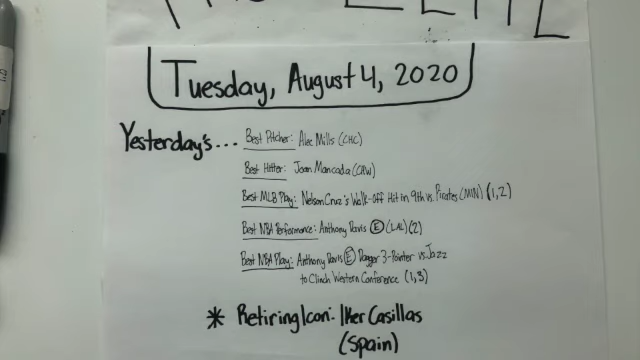 Tuesday, August 4, 2020
Yesterday's...
Best Pitcher: Alec Mills (CHC)
Best Hitter: Joan Moncada (CHW)
Best MLB Play: Nelson Cruz's Walk-Off Hit in 9th vs. Pirates (MIN) (1,2)
Best NBA Performance: Anthony Davis Ⓔ (LAL) (2)
Best NBA Play: Anthony Davis Ⓔ Dagger 3-Pointer vs. Jazz
to Clinch Western Conference (1,3)
* Retiring Icon: Iker Casillas
(Spain)